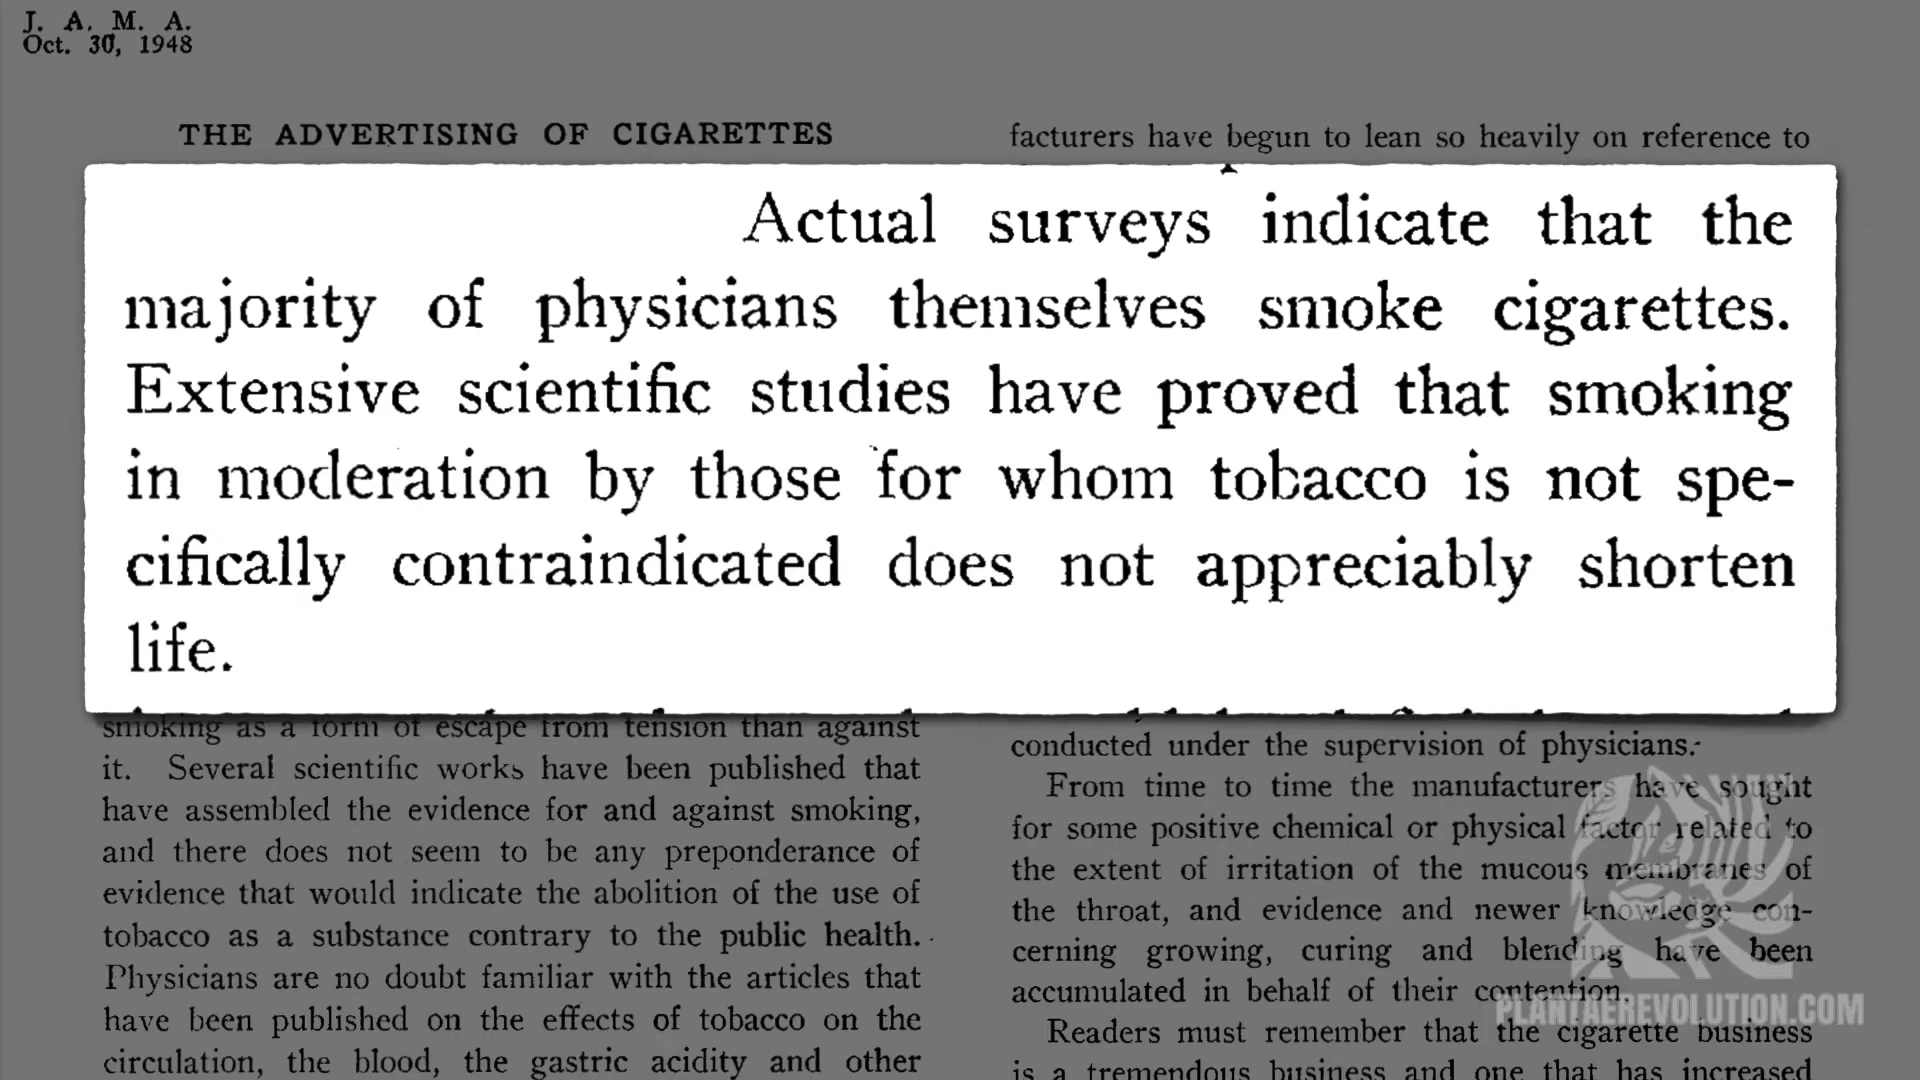 J. A. M. A.
Oct. 30, 1948
THE ADVERTISING OF CIGARETTES
facturers have begun to lean so heavily on reference to
Actual surveys indicate that the
majority of physicians themselves smoke cigarettes.
Extensive scientific studies have proved that smoking
in moderation by those for whom tobacco is not spe-
cifically contraindicated does not appreciably shorten
life.
smoking as a form of escape from tension than against
it. Several scientific works have been published that
have assembled the evidence for and against smoking,
and there does not seem to be any preponderance of
evidence that would indicate the abolition of the use of
tobacco as a substance contrary to the public health.
Physicians are no doubt familiar with the articles that
have been published on the effects of tobacco on the
circulation, the blood, the gastric acidity and other
conducted under the supervision of physicians.
From time to time the manufacturers have sought
for some positive chemical or physical factor related to
the extent of irritation of the mucous membranes of
the throat, and evidence and newer knowledge con-
cerning growing, curing and blending have been
accumulated in behalf of their contention.
Readers must remember that the cigarette business
is a tremendous business and one that has increased
PLANTAEREVOLUTION.COM